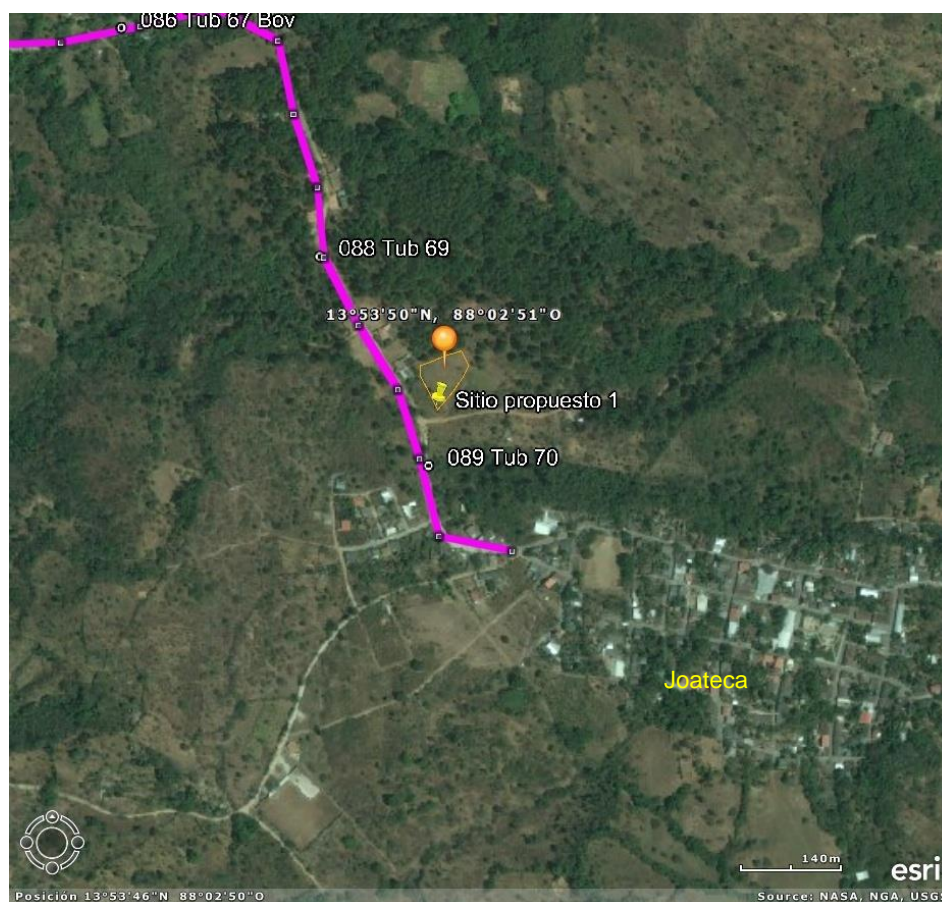 086 Tub 67 Bov
088 Tub 69
13°53'50"N, 88°02'51"O
Sitio propuesto 1
089 Tub 70
Joateca
140m
esri
Posición 13°53'46"N 88°02'50"O
Source: NASA, NGA, USGS